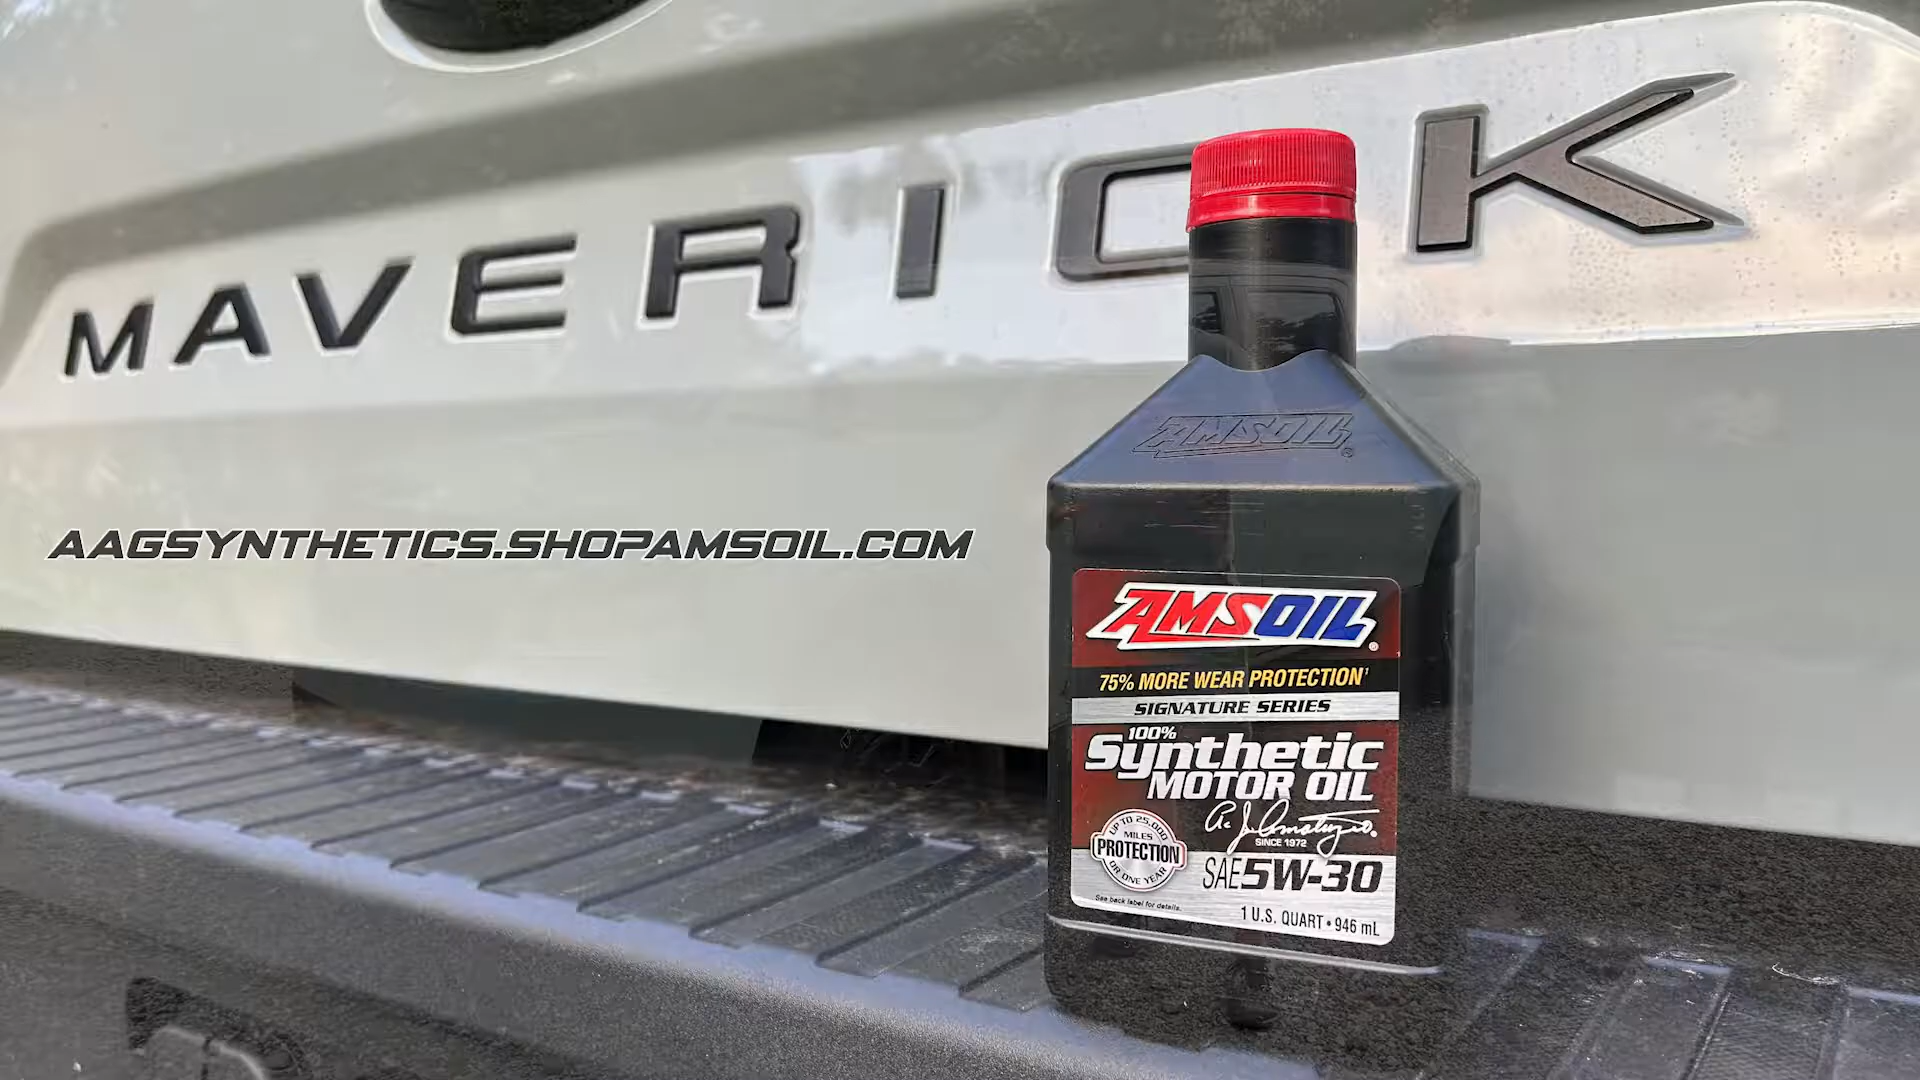 MAVERICK
AAGSYNTHETICS.SHOPAMSOIL.COM
AMSOIL®
AMSOIL®
75% MORE WEAR PROTECTION¹
SIGNATURE SERIES
100%
Synthetic
MOTOR OIL
SINCE 1972
UP TO 25,000
MILES
PROTECTION
OR ONE YEAR
SAE 5W-30
See back label for details.
1 U.S. QUART • 946 mL